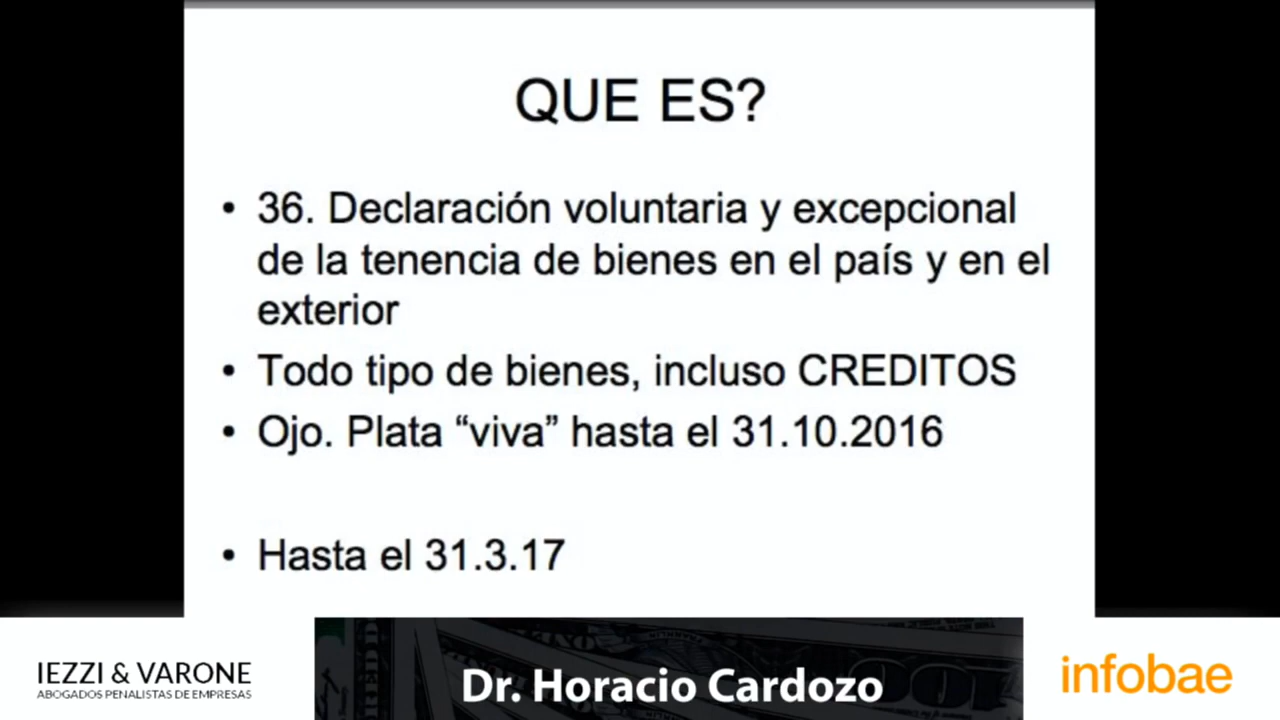 QUE ES?
• 36. Declaración voluntaria y excepcional
de la tenencia de bienes en el país y en el
exterior
• Todo tipo de bienes, incluso CREDITOS
• Ojo. Plata “viva” hasta el 31.10.2016
• Hasta el 31.3.17
IEZZI & VARONE
ABOGADOS PENALISTAS DE EMPRESAS
Dr. Horacio Cardozo
infobae